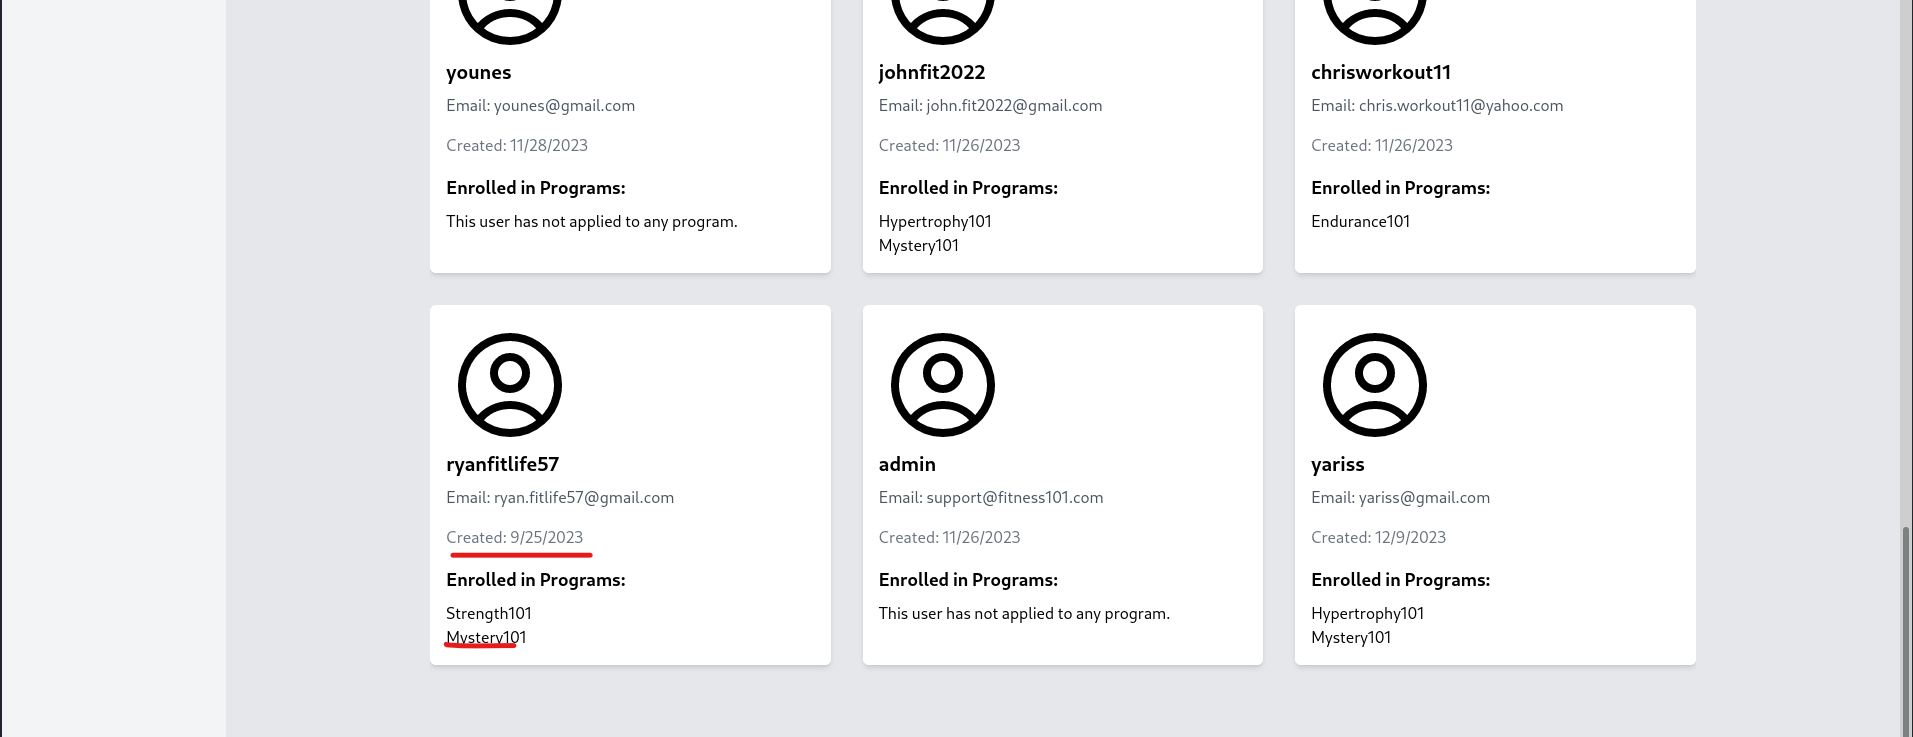 younes
Email: younes@gmail.com
Created: 11/28/2023
Enrolled in Programs:
This user has not applied to any program.
johnfit2022
Email: john.fit2022@gmail.com
Created: 11/26/2023
Enrolled in Programs:
Hypertrophy101
Mystery101
chrisworkout11
Email: chris.workout11@yahoo.com
Created: 11/26/2023
Enrolled in Programs:
Endurance101
ryanfitlife57
Email: ryan.fitlife57@gmail.com
Created: 9/25/2023
Enrolled in Programs:
Strength101
Mystery101
admin
Email: support@fitness101.com
Created: 11/26/2023
Enrolled in Programs:
This user has not applied to any program.
yariss
Email: yariss@gmail.com
Created: 12/9/2023
Enrolled in Programs:
Hypertrophy101
Mystery101